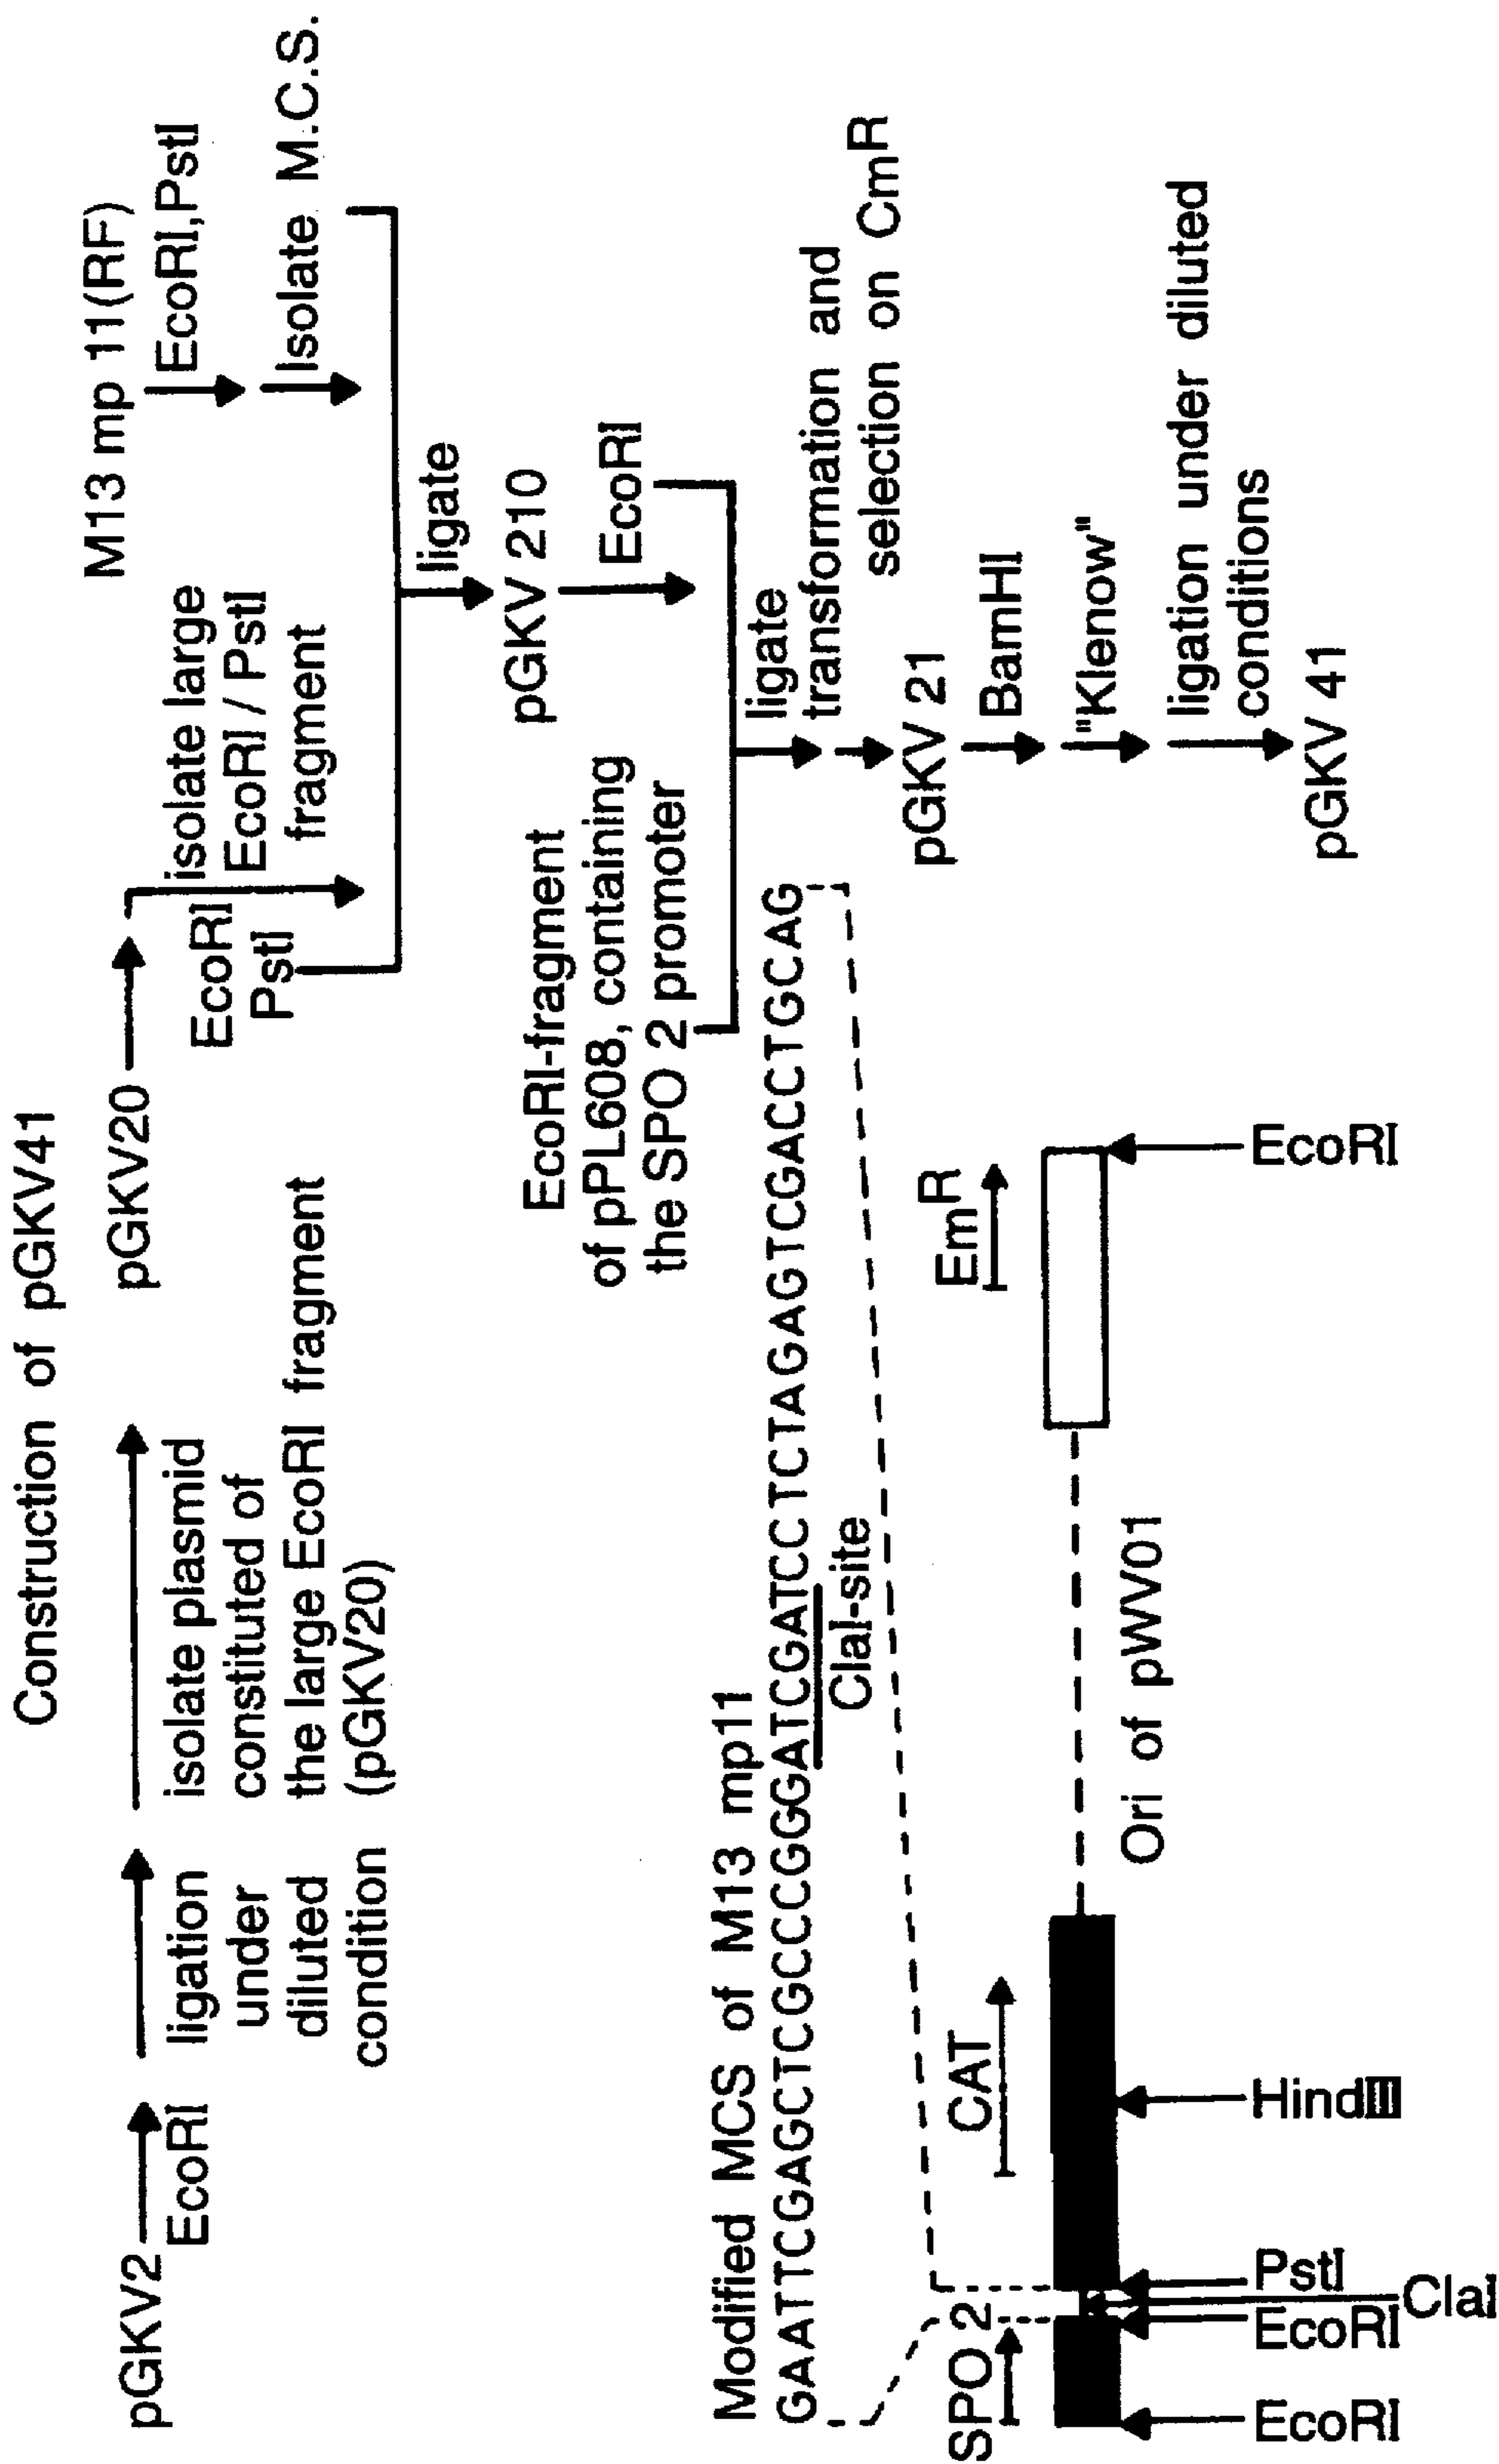 Construction of pGKV41
pGKV2
EcoRI
ligation
under
diluted
condition
isolate plasmid
constituted of
the large EcoRI fragment
(pGKV20)
pGKV20
EcoRI
PstI
isolate large
EcoRI / PstI
fragment
M13 mp 11(RF)
EcoRI,PstI
Isolate M.C.S.
ligate
pGKV 210
EcoRI
EcoRI-fragment
of pPL608, containing
the SPO 2 promoter
ligate
transformation and
selection on CmR
pGKV 21
BamHI
"Klenow"
ligation under diluted
conditions
pGKV 41
Modified MCS of M13 mp11
GAATTCGAGCTCGCCCGGGATCGATCCTCTAGAGTCGACCTGCAG
ClaI-site
SPO 2
CAT
EmR
Ori of pWV01
EcoRI
EcoRI
ClaI
PstI
HindIII
EcoRI